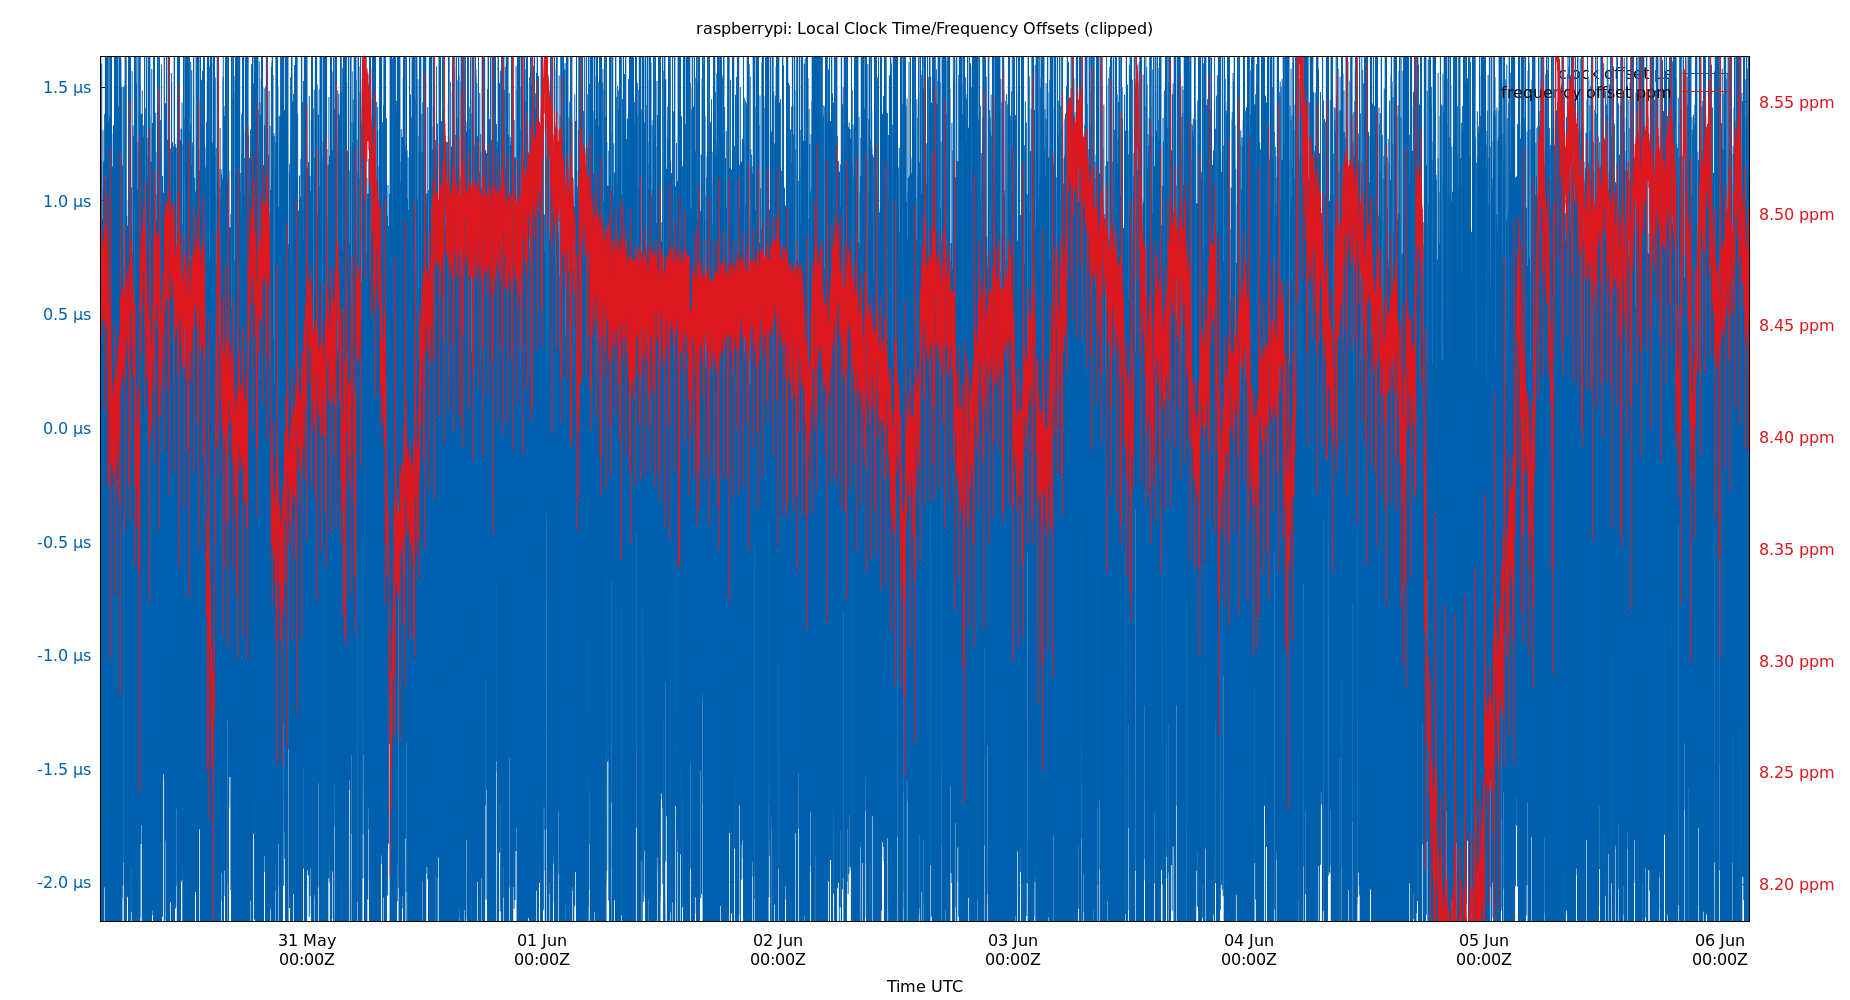 raspberrypi: Local Clock Time/Frequency Offsets (clipped)
clock offset µs
frequency offset ppm
1.5 µs
1.0 µs
0.5 µs
0.0 µs
-0.5 µs
-1.0 µs
-1.5 µs
-2.0 µs
8.55 ppm
8.50 ppm
8.45 ppm
8.40 ppm
8.35 ppm
8.30 ppm
8.25 ppm
8.20 ppm
31 May
00:00Z
01 Jun
00:00Z
02 Jun
00:00Z
03 Jun
00:00Z
04 Jun
00:00Z
05 Jun
00:00Z
06 Jun
00:00Z
Time UTC